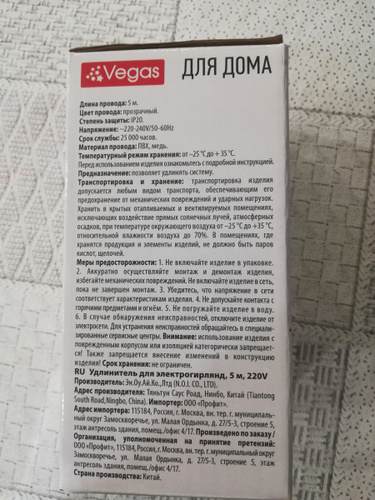 Vegas ДЛЯ ДОМА
Длина провода: 5 м.
Цвет провода: прозрачный.
Степень защиты: IP20.
Напряжение: ~220-240V/50-60Hz
Срок службы: 25 000 часов.
Материал провода: ПВХ, медь.
Температурный режим хранения: от –25 °С до + 35 °С.
Перед использованием изделия ознакомьтесь с подробной инструкцией.
Предназначение: позволяет удлинять систему.
Транспортировка и хранение: транспортировка изделия
допускается любым видом транспорта, обеспечивающим его
предохранение от механических повреждений и ударных нагрузок.
Хранить в крытых отапливаемых и вентилируемых помещениях,
исключающих воздействие прямых солнечных лучей, атмосферных
осадков, при температуре окружающего воздуха от –25 °С до +35 °С,
относительной влажности воздуха до 70%. В помещениях, где
хранятся продукция и элементы изделий, не должно быть паров
кислот, щелочей.
Меры предосторожности: 1. Не включайте изделие в упаковке.
2. Аккуратно осуществляйте монтаж и демонтаж изделия,
избегайте механических повреждений. Не включайте изделие в сеть,
пока не завершен монтаж. 3. Убедитесь, что напряжение в сети
соответствует характеристикам изделия. 4. Не допускайте контакта с
горячими предметами и огнём. 5. Не погружайте изделие в воду.
6. В случае обнаружения неисправностей, отключите изделие от
электросети. Для устранения неисправностей обращайтесь в специализи-
рованные сервисные центры. Внимание: использование изделия с
поврежденным корпусом или изоляцией категорически запрещается!
Также запрещается внесение изменений в конструкцию
изделия! Срок хранения: не ограничен.
RU Удлинитель для электрогирлянд, 5 м, 220V
Производитель: Эн.Оу.Ай.Ко.,Лтд (N.O.I. CO., LTD).
Адрес производителя: Тяньтун Саус Роад, Нинбо, Китай (Tiantong
South Road,Ningbo, China). Импортер: ООО «Профит».
Адрес импортера: 115184, Россия, г. Москва, вн. тер. г. муниципаль-
ный округ Замоскворечье, ул. Малая Ордынка, д. 27/5-3, строение 5,
этаж антресоль подвал, помещ./офис 4/17. Произведено по заказу /
Организация, уполномоченная на принятие претензий:
ООО «Профит», 115184, Россия, г. Москва, вн. тер. г. муниципальный
округ Замоскворечье, ул. Малая Ордынка, д. 27/5-3, строение 5,
этаж антресоль подвал, помещ./офис 4/17.
Страна производства: Китай.